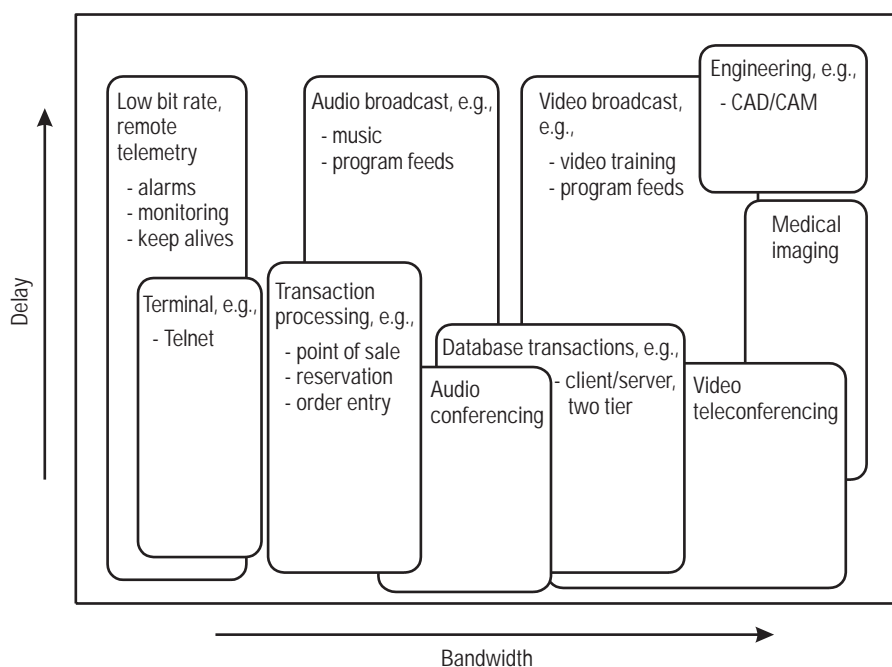 Low bit rate,
remote
telemetry
- alarms
- monitoring
- keep alives
Audio broadcast, e.g.,
- music
- program feeds
Video broadcast,
e.g.,
- video training
- program feeds
Engineering, e.g.,
- CAD/CAM
Medical
imaging
Terminal, e.g.,
- Telnet
Transaction
processing, e.g.,
- point of sale
- reservation
- order entry
Database transactions, e.g.,
- client/server,
two tier
Audio
conferencing
Video
teleconferencing
Delay
Bandwidth